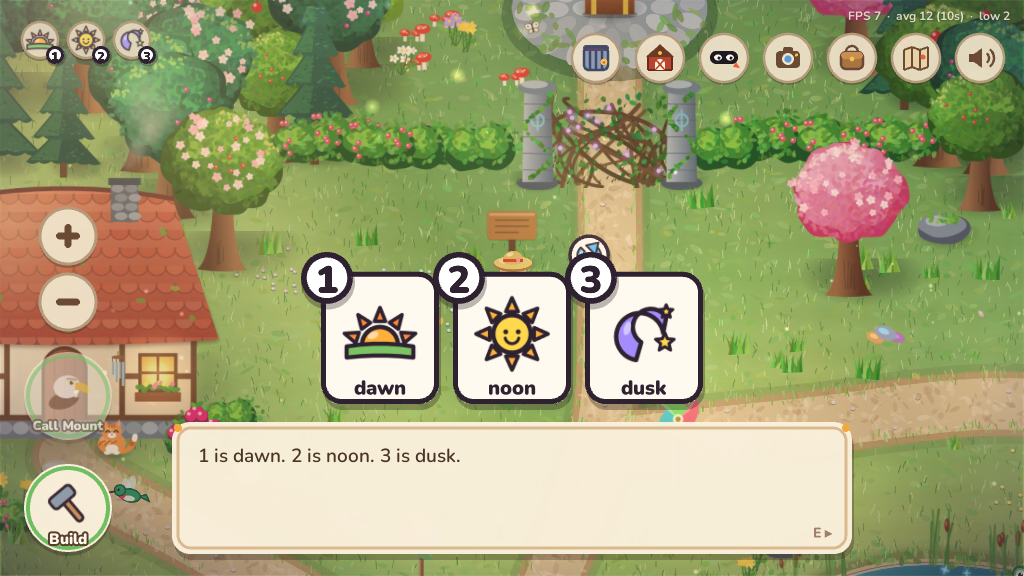 FPS 7 · avg 12 (10s) · low 2
1
2
3
1
2
3
dawn
noon
dusk
Call Mount
1 is dawn. 2 is noon. 3 is dusk.
E
Build